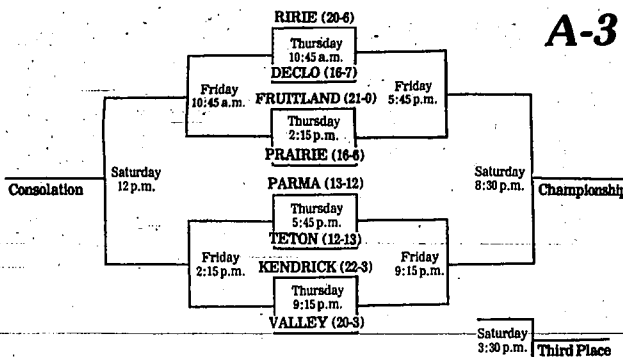 A-3
RIRIE (20-6)
Thursday
10:45 a.m.
DECLO (16-7)
Friday
10:45 a.m.
Friday
5:45 p.m.
FRUITLAND (21-0)
Thursday
2:15 p.m.
PRAIRIE (16-6)
Saturday
12 p.m.
Consolation
Saturday
8:30 p.m.
Championship
PARMA (13-12)
Thursday
5:45 p.m.
TETON (12-13)
Friday
2:15 p.m.
Friday
9:15 p.m.
KENDRICK (22-3)
Thursday
9:15 p.m.
VALLEY (20-3)
Saturday
3:30 p.m.
Third Place